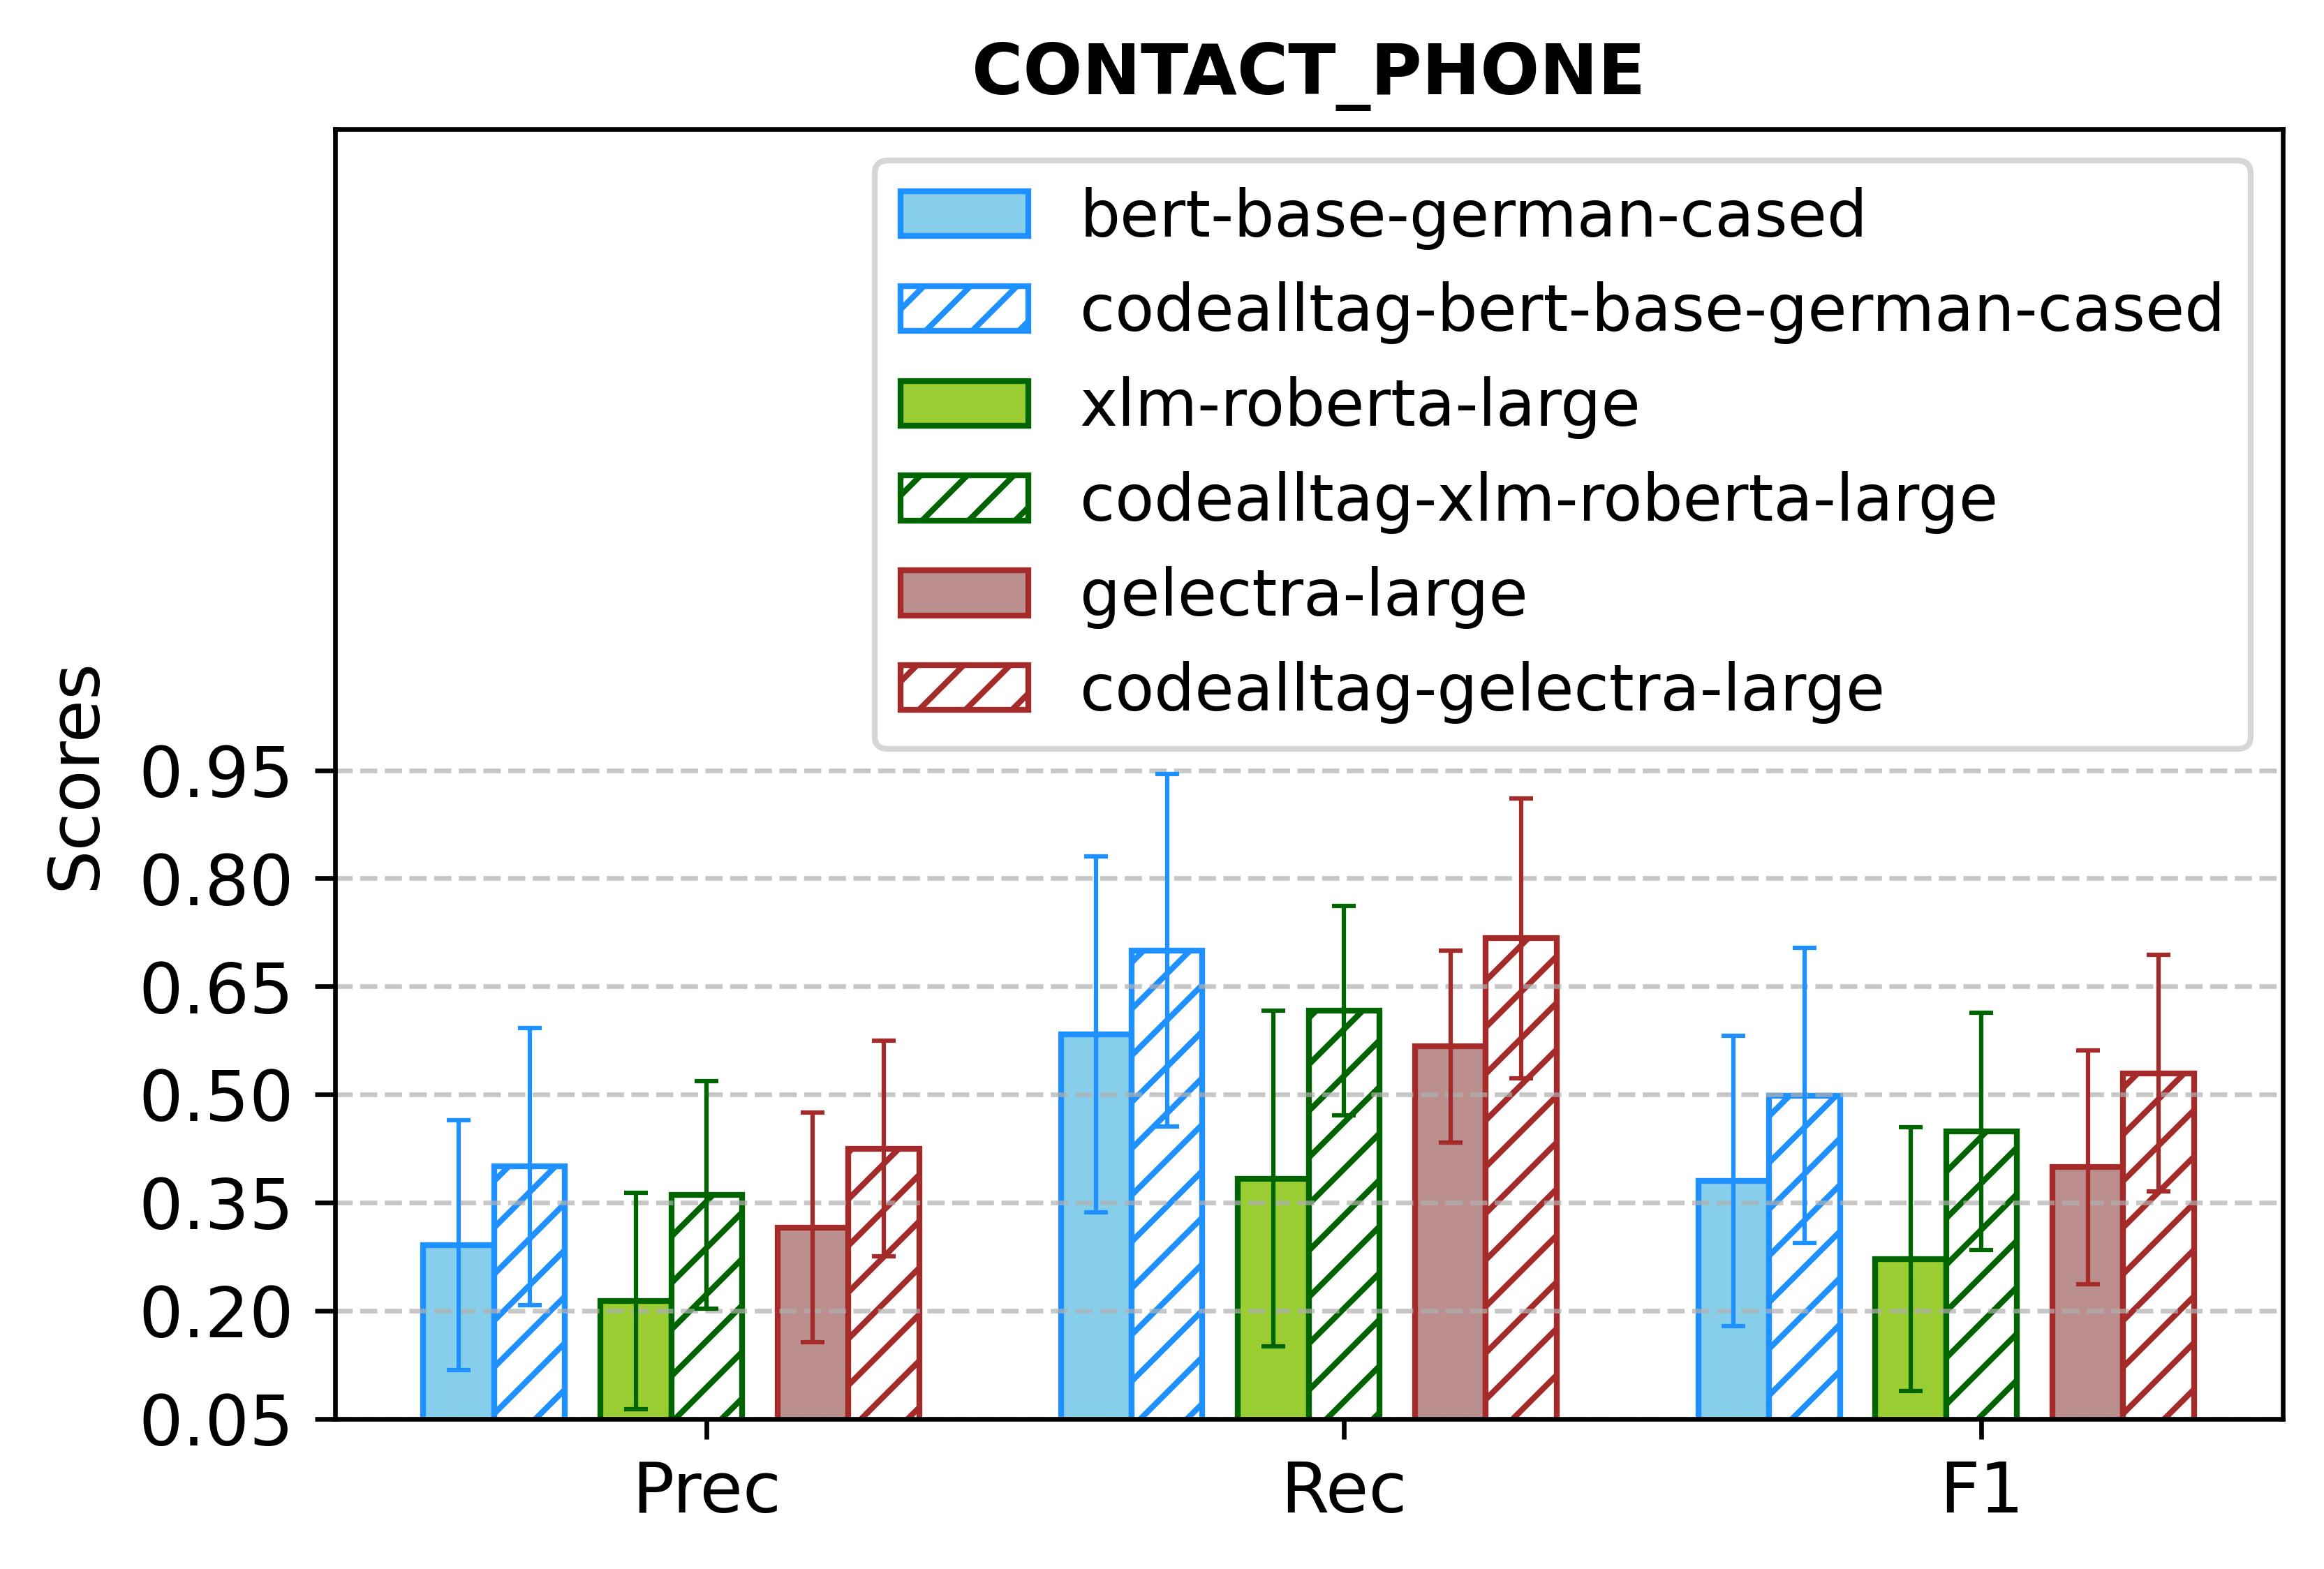 CONTACT_PHONE
bert-base-german-cased
codealltag-bert-base-german-cased
xlm-roberta-large
codealltag-xlm-roberta-large
gelectra-large
codealltag-gelectra-large
Scores
0.95
0.80
0.65
0.50
0.35
0.20
0.05
Prec
Rec
F1